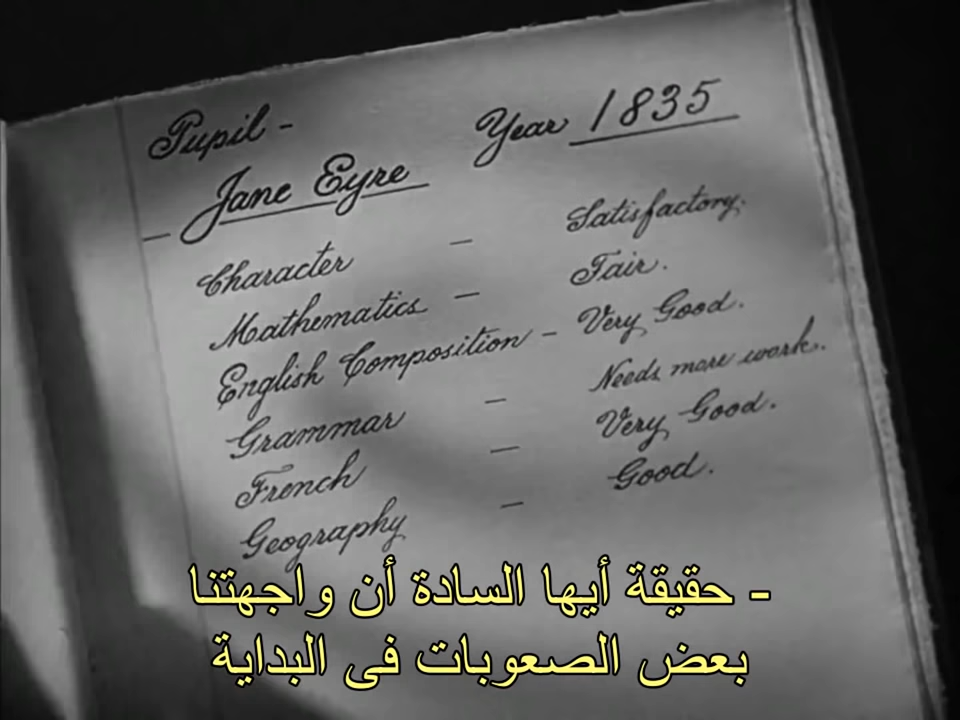 Pupil - Year 1835
- Jane Eyre
Character - Satisfactory.
Mathematics - Fair.
English Composition - Very Good.
Grammar - Needs more work.
French - Very Good.
Geography - Good.
- حقيقة أيها السادة أن واجهتنا
بعض الصعوبات فى البداية